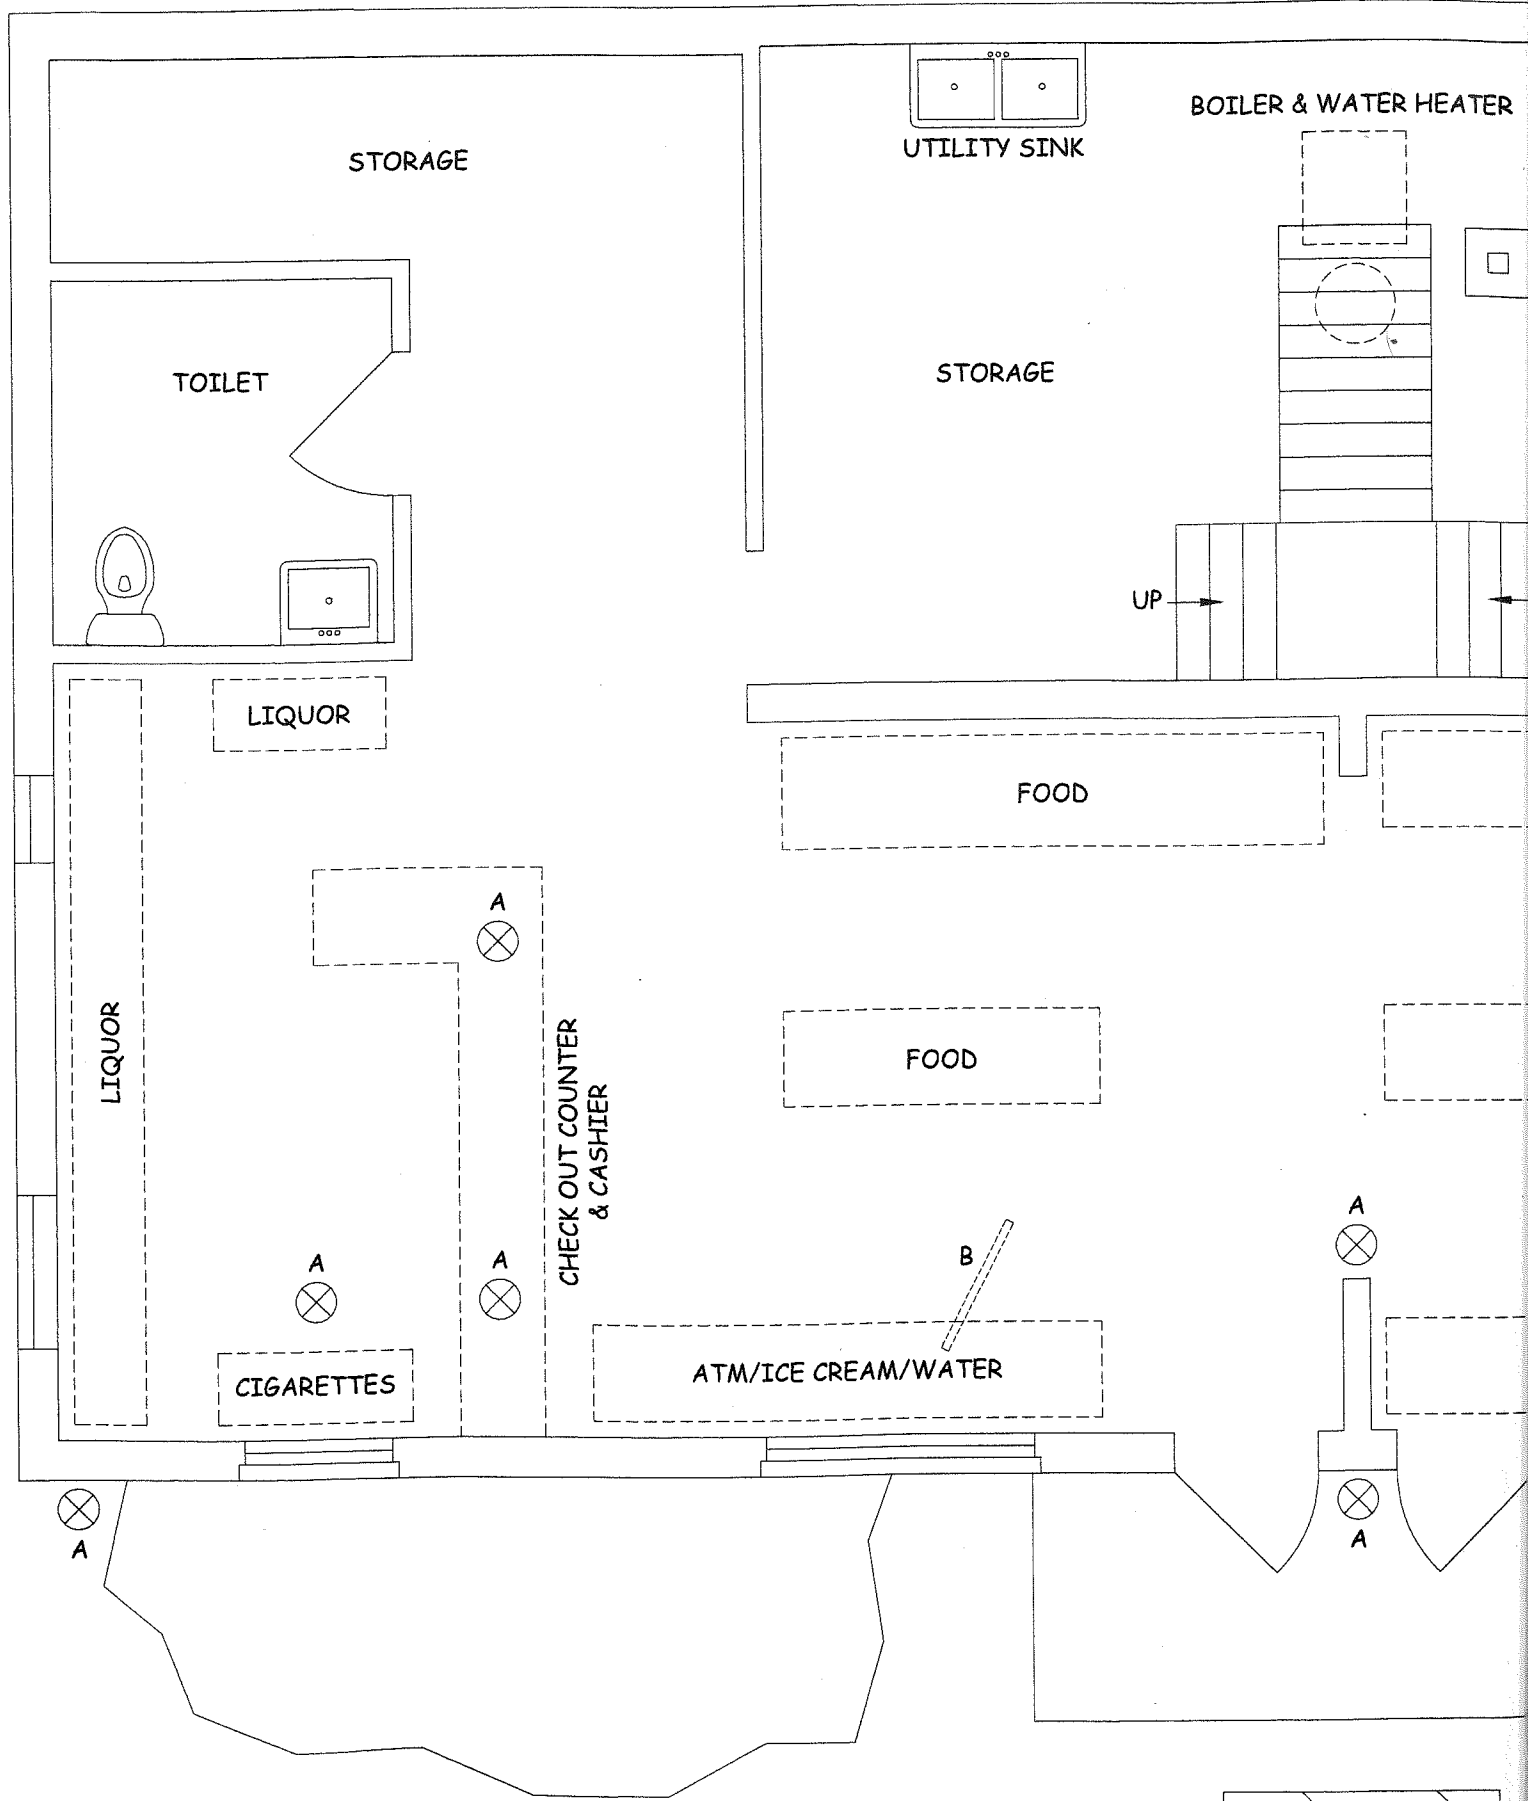 BOILER & WATER HEATER
UTILITY SINK
STORAGE
STORAGE
TOILET
UP
LIQUOR
FOOD
A
LIQUOR
CHECK OUT COUNTER
& CASHIER
FOOD
A
B
A
A
ATM/ICE CREAM/WATER
CIGARETTES
A
A